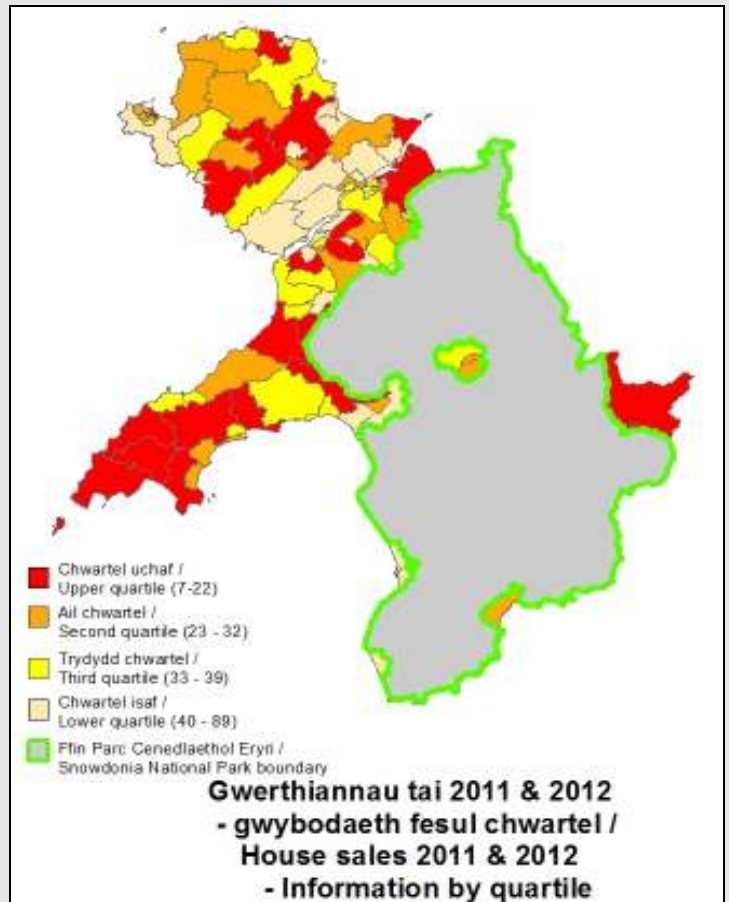 Chwartel uchaf /
Upper quartile (7-22)
Ail chwartel /
Second quartile (23 - 32)
Trydydd chwartel /
Third quartile (33 - 39)
Chwartel isaf /
Lower quartile (40 - 89)
Ffin Parc Cenedlaethol Eryri /
Snowdonia National Park boundary
Gwerthiannau tai 2011 & 2012
- gwybodaeth fesul chwartel /
House sales 2011 & 2012
- Information by quartile